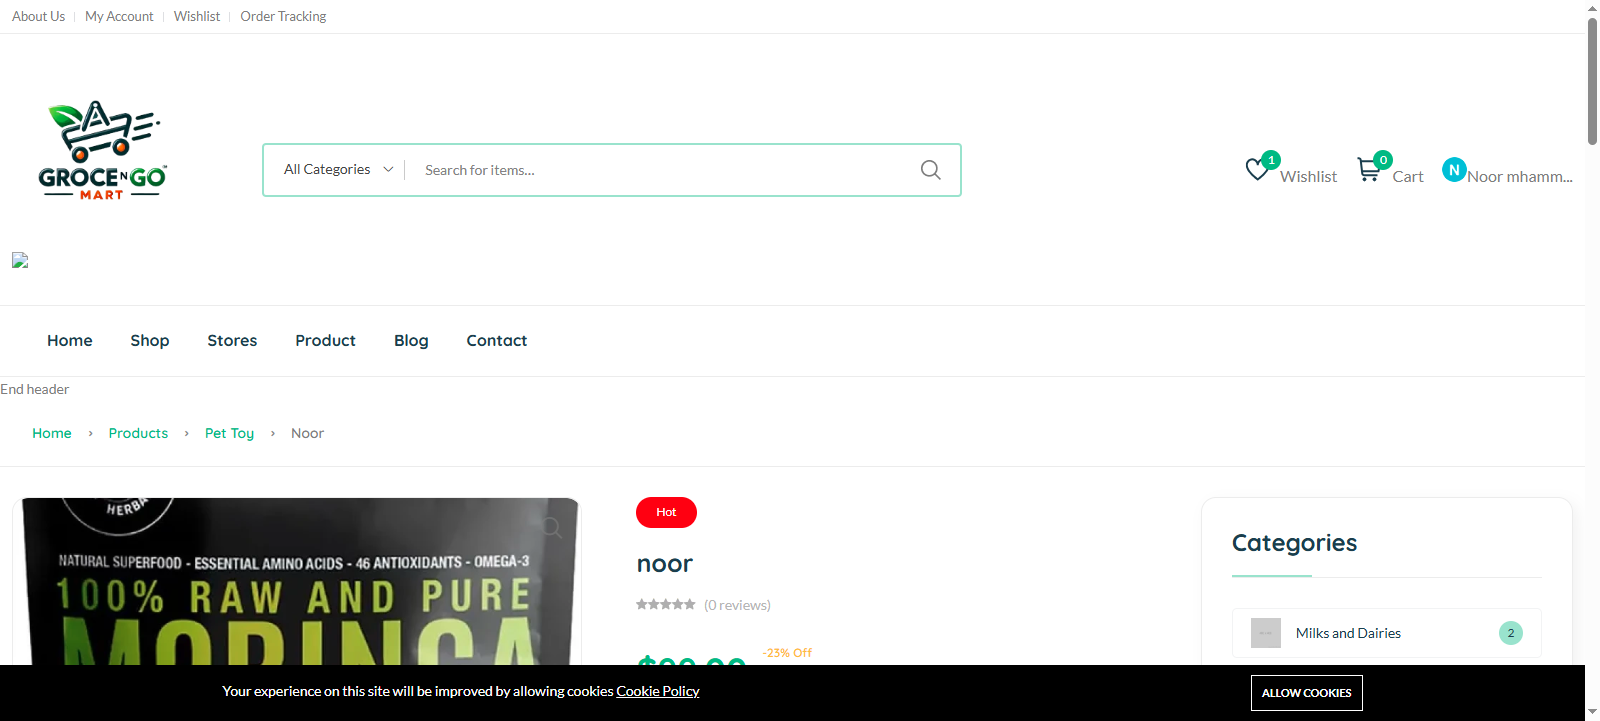 About Us
My Account
Wishlist
Order Tracking
GROCE N GO™
MART
All Categories
Search for items...
1
Wishlist
0
Cart
N
Noor mhamm...
Home
Shop
Stores
Product
Blog
Contact
End header
Home › Products › Pet Toy › Noor
HERBA
NATURAL SUPERFOOD - ESSENTIAL AMINO ACIDS - 46 ANTIOXIDANTS - OMEGA-3
100% RAW AND PURE
MORINGA
Hot
noor
(0 reviews)
-23% Off
Categories
Milks and Dairies
2
Your experience on this site will be improved by allowing cookies Cookie Policy
ALLOW COOKIES